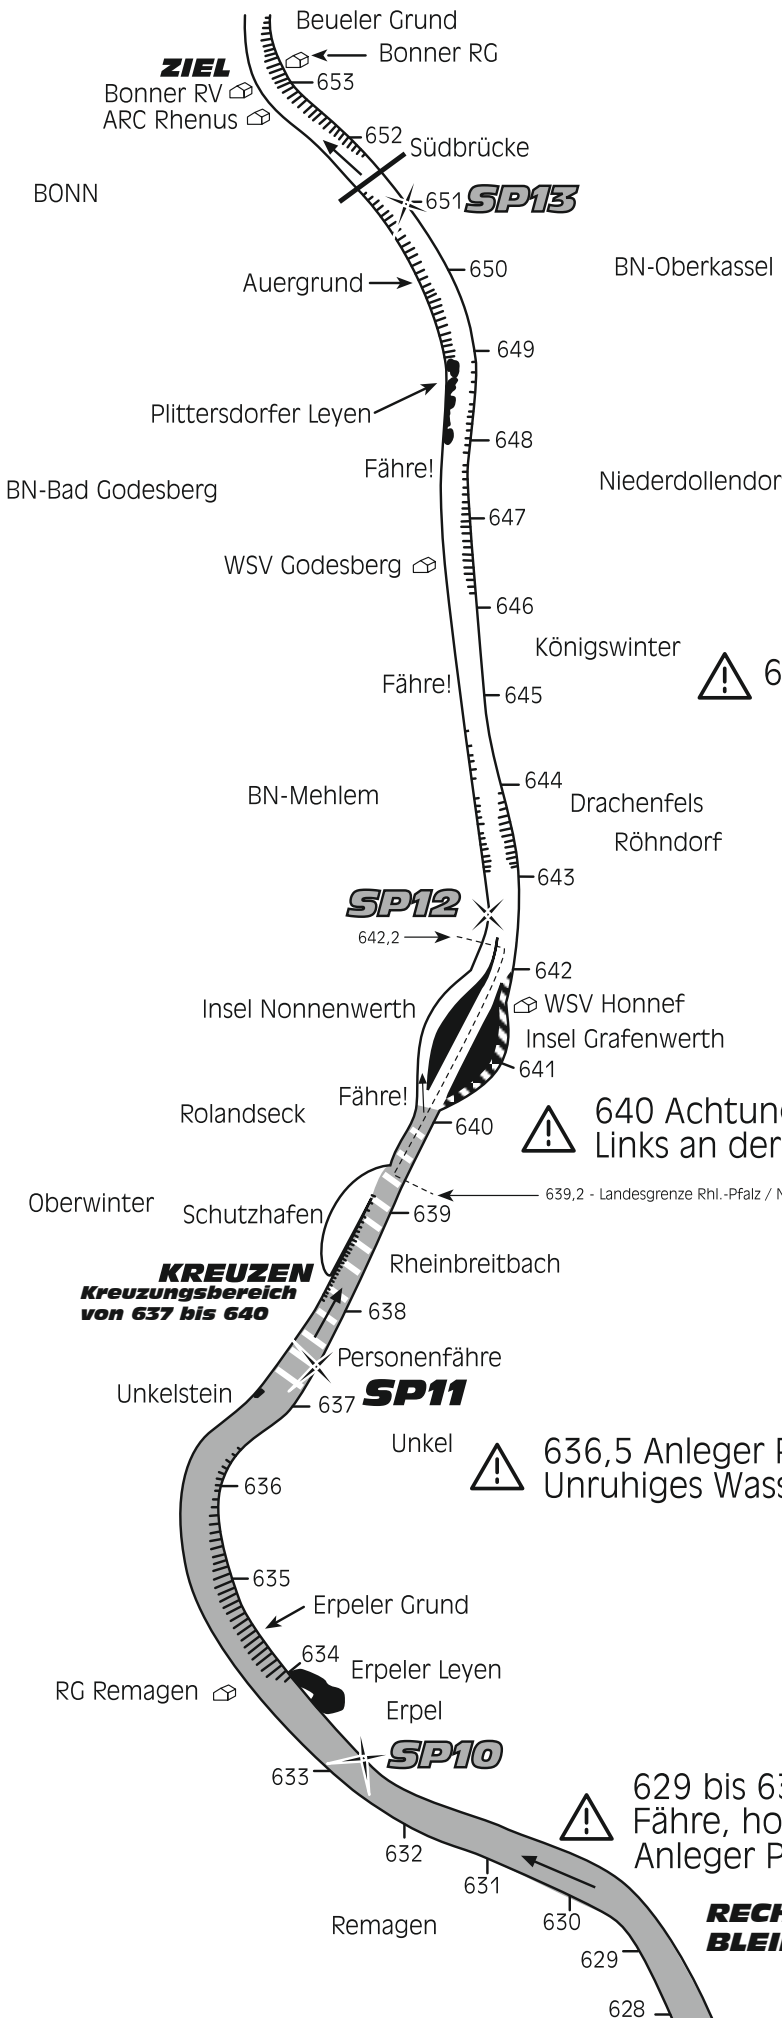 Beueler Grund
Bonner RG
ZIEL
653
Bonner RV
ARC Rhenus
652
Südbrücke
BONN
651 SP13
650
BN-Oberkassel
Auergrund
649
Plittersdorfer Leyen
648
Fähre!
Niederdollendor
BN-Bad Godesberg
647
WSV Godesberg
646
Königswinter
6
Fähre!
645
644
BN-Mehlem
Drachenfels
Röhndorf
643
SP12
642,2
642
Insel Nonnenwerth
WSV Honnef
Insel Grafenwerth
641
Fähre!
Rolandseck
640
640 Achtun
Links an der
639,2 - Landesgrenze Rhl.-Pfalz / N
Oberwinter
Schutzhafen
639
Rheinbreitbach
KREUZEN
Kreuzungsbereich
von 637 bis 640
638
Personenfähre
Unkelstein
637 SP11
Unkel
636,5 Anleger P
Unruhiges Wass
636
635
Erpeler Grund
634
Erpeler Leyen
RG Remagen
Erpel
SP10
633
629 bis 63
Fähre, ho
Anleger P
632
631
630
RECH
BLEI
Remagen
629
628